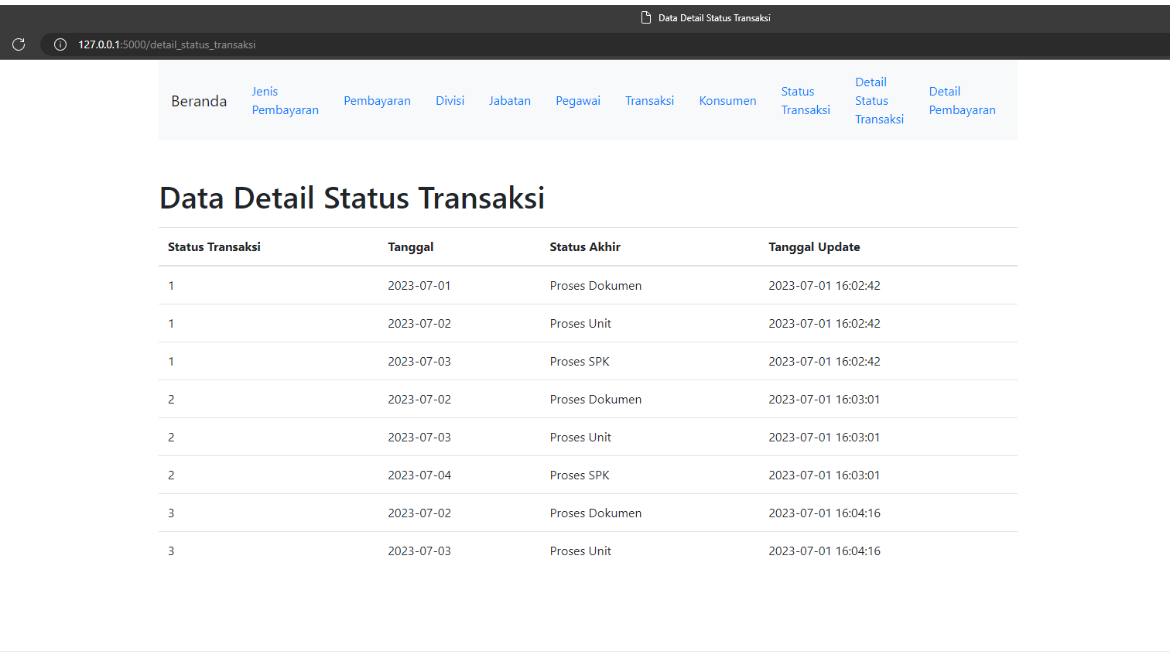 Data Detail Status Transaksi
127.0.0.1:5000/detail_status_transaksi
Beranda
Jenis
Pembayaran
Pembayaran
Divisi
Jabatan
Pegawai
Transaksi
Konsumen
Status
Transaksi
Detail
Status
Transaksi
Detail
Pembayaran
Data Detail Status Transaksi
Status Transaksi Tanggal Status Akhir Tanggal Update
1 2023-07-01 Proses Dokumen 2023-07-01 16:02:42
1 2023-07-02 Proses Unit 2023-07-01 16:02:42
1 2023-07-03 Proses SPK 2023-07-01 16:02:42
2 2023-07-02 Proses Dokumen 2023-07-01 16:03:01
2 2023-07-03 Proses Unit 2023-07-01 16:03:01
2 2023-07-04 Proses SPK 2023-07-01 16:03:01
3 2023-07-02 Proses Dokumen 2023-07-01 16:04:16
3 2023-07-03 Proses Unit 2023-07-01 16:04:16